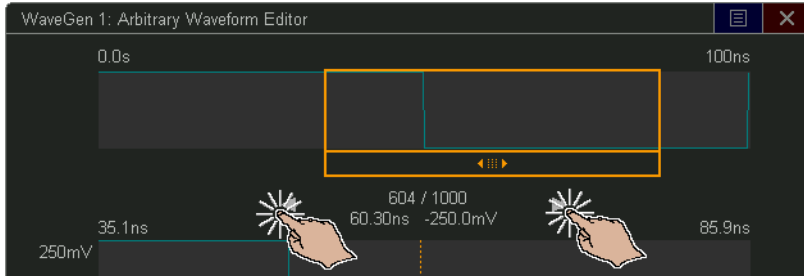 WaveGen 1: Arbitrary Waveform Editor
0.0s 100ns
604 / 1000
60.30ns -250.0mV
35.1ns 85.9ns
250mV